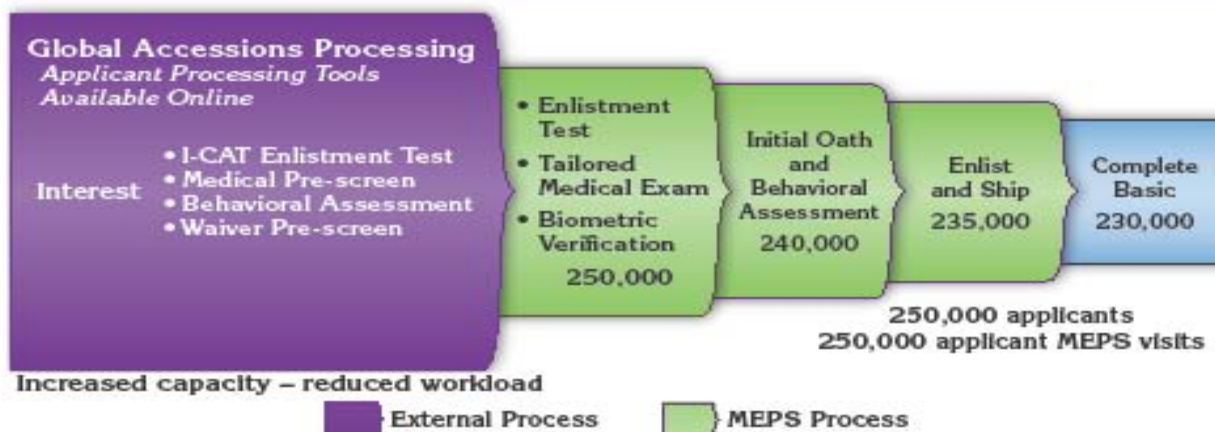 Global Accessions Processing
Applicant Processing Tools
Available Online
Interest
• I-CAT Enlistment Test
• Medical Pre-screen
• Behavioral Assessment
• Waiver Pre-screen
• Enlistment
Test
• Tailored
Medical Exam
• Biometric
Verification
250,000
Initial Oath
and
Behavioral
Assessment
240,000
Enlist
and Ship
235,000
Complete
Basic
230,000
250,000 applicants
250,000 applicant MEPS visits
Increased capacity – reduced workload
External Process
MEPS Process